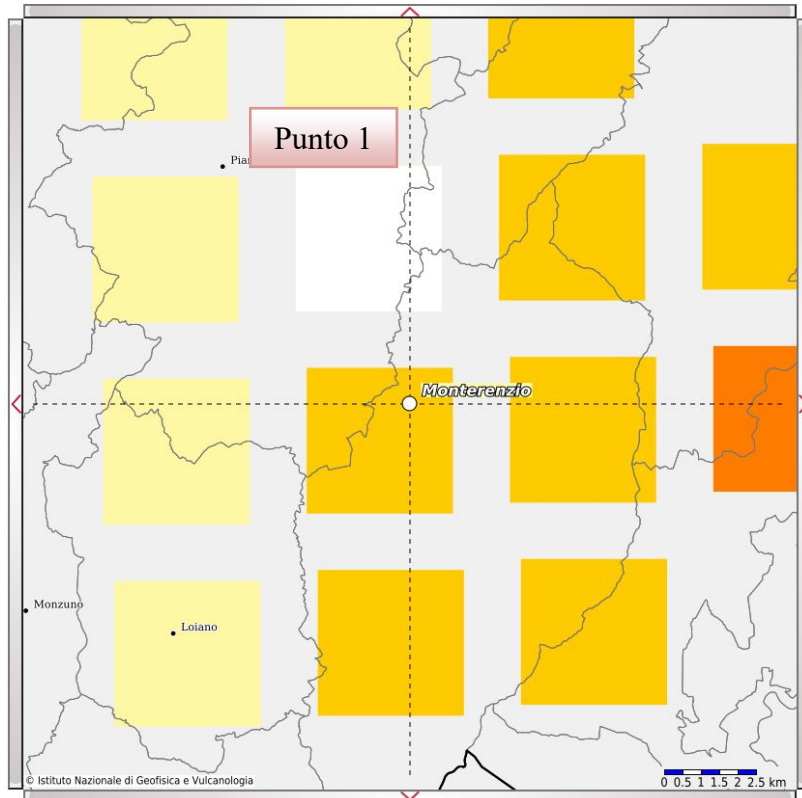 Punto 1
Monterenzio
Monzuno
Loiano
© Istituto Nazionale di Geofisica e Vulcanologia
0 0.5 1 1.5 2 2.5 km